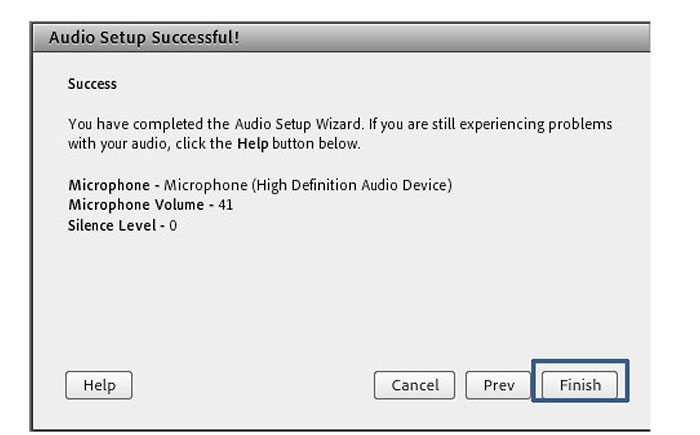 Audio Setup Successful!
Success
You have completed the Audio Setup Wizard. If you are still experiencing problems
with your audio, click the Help button below.
Microphone - Microphone (High Definition Audio Device)
Microphone Volume - 41
Silence Level - 0
Help Cancel Prev Finish